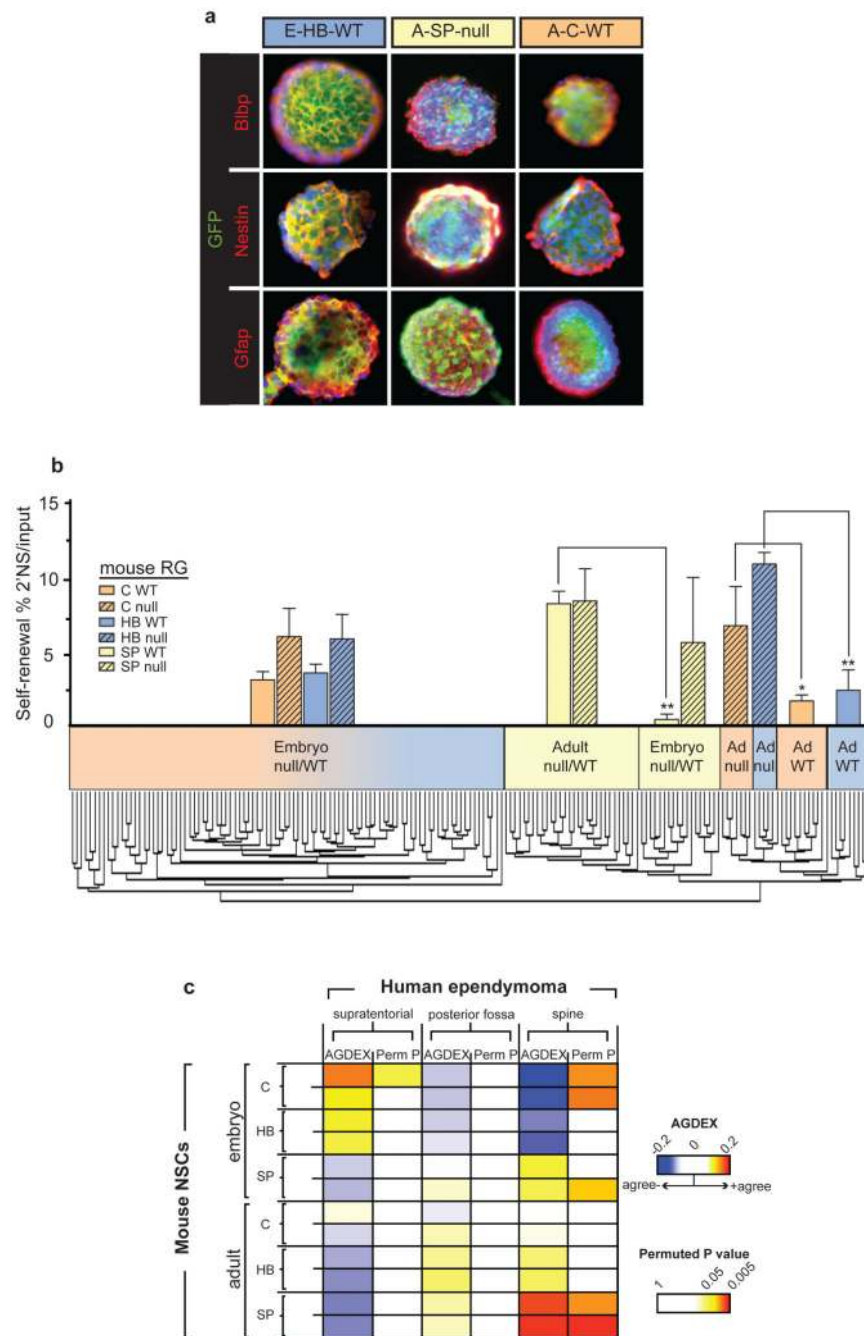 a
E-HB-WT A-SP-null A-C-WT
GFP
Blbp
Nestin
Gfap
b
Self-renewal % 2'NS/input
15
10
5
0
mouse RG
C WT
C null
HB WT
HB null
SP WT
SP null
** * **
Embryo null/WT
Adult null/WT
Embryo null/WT
Ad null
Ad null
Ad WT
Ad WT
c
Human ependymoma
supratentorial posterior fossa spine
AGDEX Perm P AGDEX Perm P AGDEX Perm P
Mouse NSCs
embryo
C
HB
SP
adult
C
HB
SP
AGDEX
-0.2 0 0.2
agree- +agree
Permuted P value
1 0.05 0.005